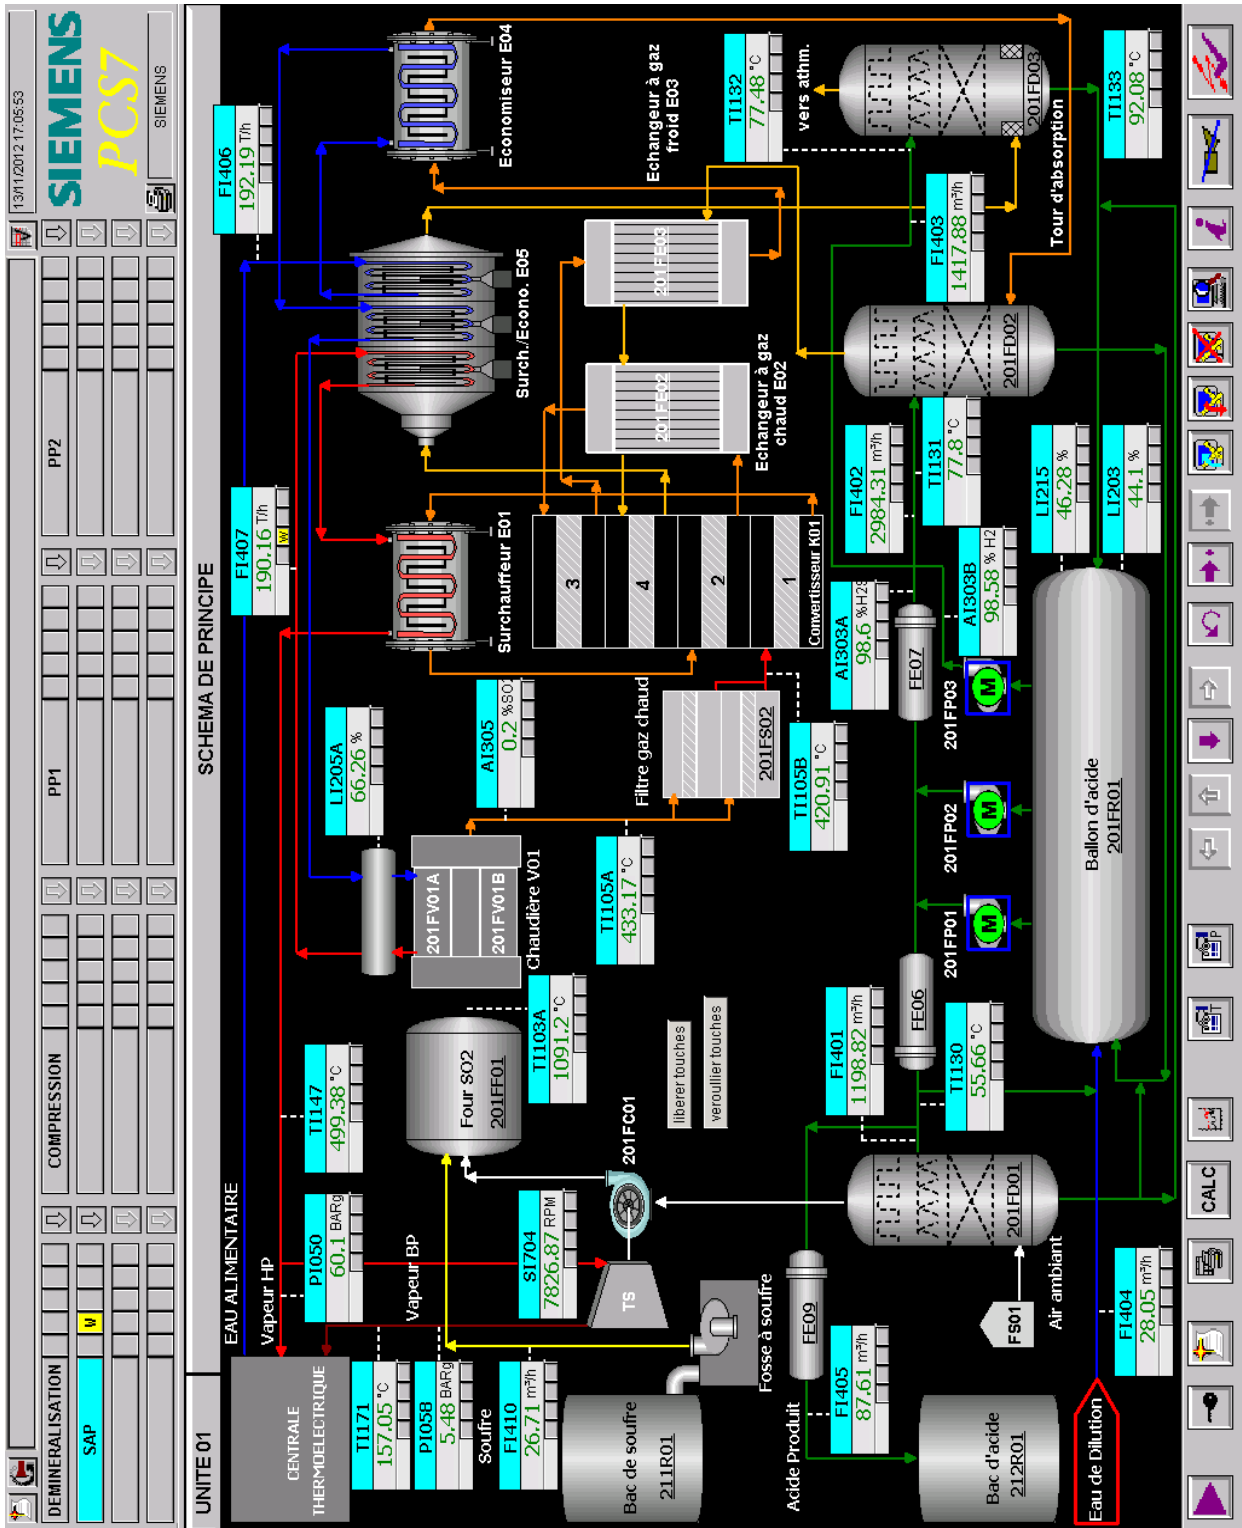 13/11/2012 17:05:53
SIEMENS
PCS7
SIEMENS
DEMINERALISATION
COMPRESSION
PP1
PP2
SAP
W
UNITE 01
SCHEMA DE PRINCIPE
EAU ALIMENTAIRE
CENTRALE
THERMOELECTRIQUE
Vapeur HP
Vapeur BP
PI050
60.1 BARg
TI147
499.38 °C
FI407
190.16 T/h
W
FI406
192.19 T/h
TI171
157.05 °C
PI058
5.48 BARg
Soufre
FI410
26.71 m³/h
SI704
7826.87 RPM
TS
201FC01
Four SO2
201FF01
TI103A
1091.2 °C
LI205A
66.26 %
201FV01A
201FV01B
Chaudière V01
AI305
0.2 %SO2
TI105A
433.17 °C
Filtre gaz chaud
201FS02
TI105B
420.91 °C
Surchauffeur E01
Surch./Econo. E05
Economiseur E04
3
4
2
1
Convertisseur K01
201FE02
Echangeur à gaz
chaud E02
201FE03
Echangeur à gaz
froid E03
TI132
77.48 °C
vers athm.
201FD03
TI133
92.08 °C
Tour d'absorption
FI403
1417.88 m³/h
201FD02
FI402
2984.31 m³/h
TI131
77.8 °C
AI303A
98.6 %H2S
AI303B
98.58 % H2
LI215
46.28 %
LI203
44.1 %
FE07
FE06
201FP01
M
201FP02
M
201FP03
M
Ballon d'acide
201FR01
liberer touches
veroullier touches
FI401
1198.82 m³/h
TI130
55.66 °C
201FD01
FS01
Air ambiant
Fosse à soufre
Bac de soufre
211R01
FE09
Acide Produit
FI405
87.61 m³/h
Bac d'acide
212R01
Eau de Dilution
FI404
28.05 m³/h
CALC
T
P